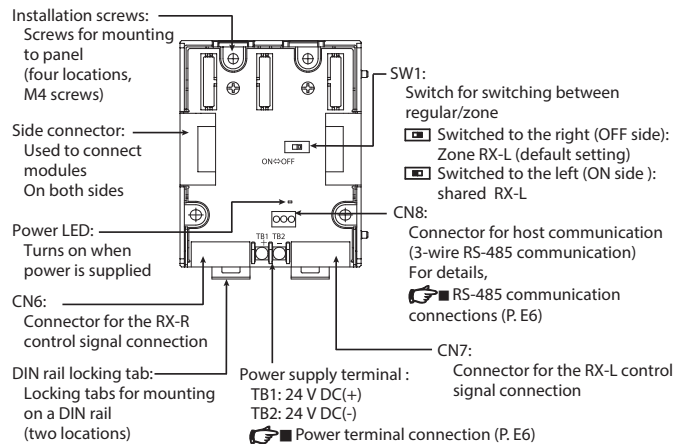 Installation screws:
Screws for mounting
to panel
(four locations,
M4 screws)
Side connector:
Used to connect
modules
On both sides
Power LED:
Turns on when
power is supplied
CN6:
Connector for the RX-R
control signal connection
DIN rail locking tab:
Locking tabs for mounting
on a DIN rail
(two locations)
ON⇔OFF
TB1 TB2
+ −
Power supply terminal :
TB1: 24 V DC(+)
TB2: 24 V DC(-)
☞■ Power terminal connection (P. E6)
SW1:
Switch for switching between
regular/zone
Switched to the right (OFF side):
Zone RX-L (default setting)
Switched to the left (ON side ):
shared RX-L
CN8:
Connector for host communication
(3-wire RS-485 communication)
For details,
☞■ RS-485 communication
connections (P. E6)
CN7:
Connector for the RX-L control
signal connection